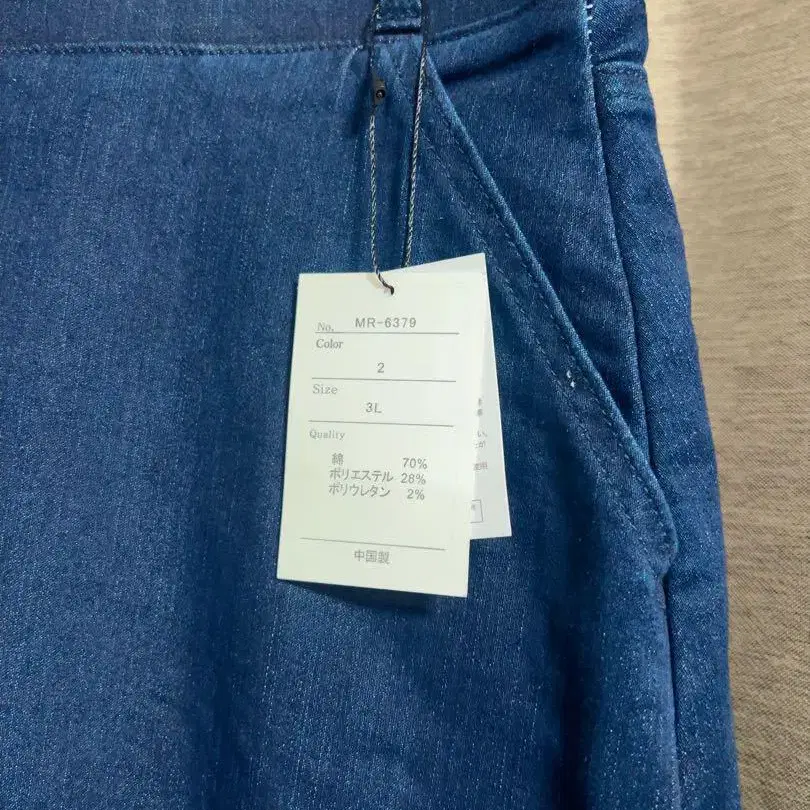 No. MR-6379
Color
2
Size
3L
Quality
綿 70%
ポリエステル 28%
ポリウレタン 2%
中国製
い。